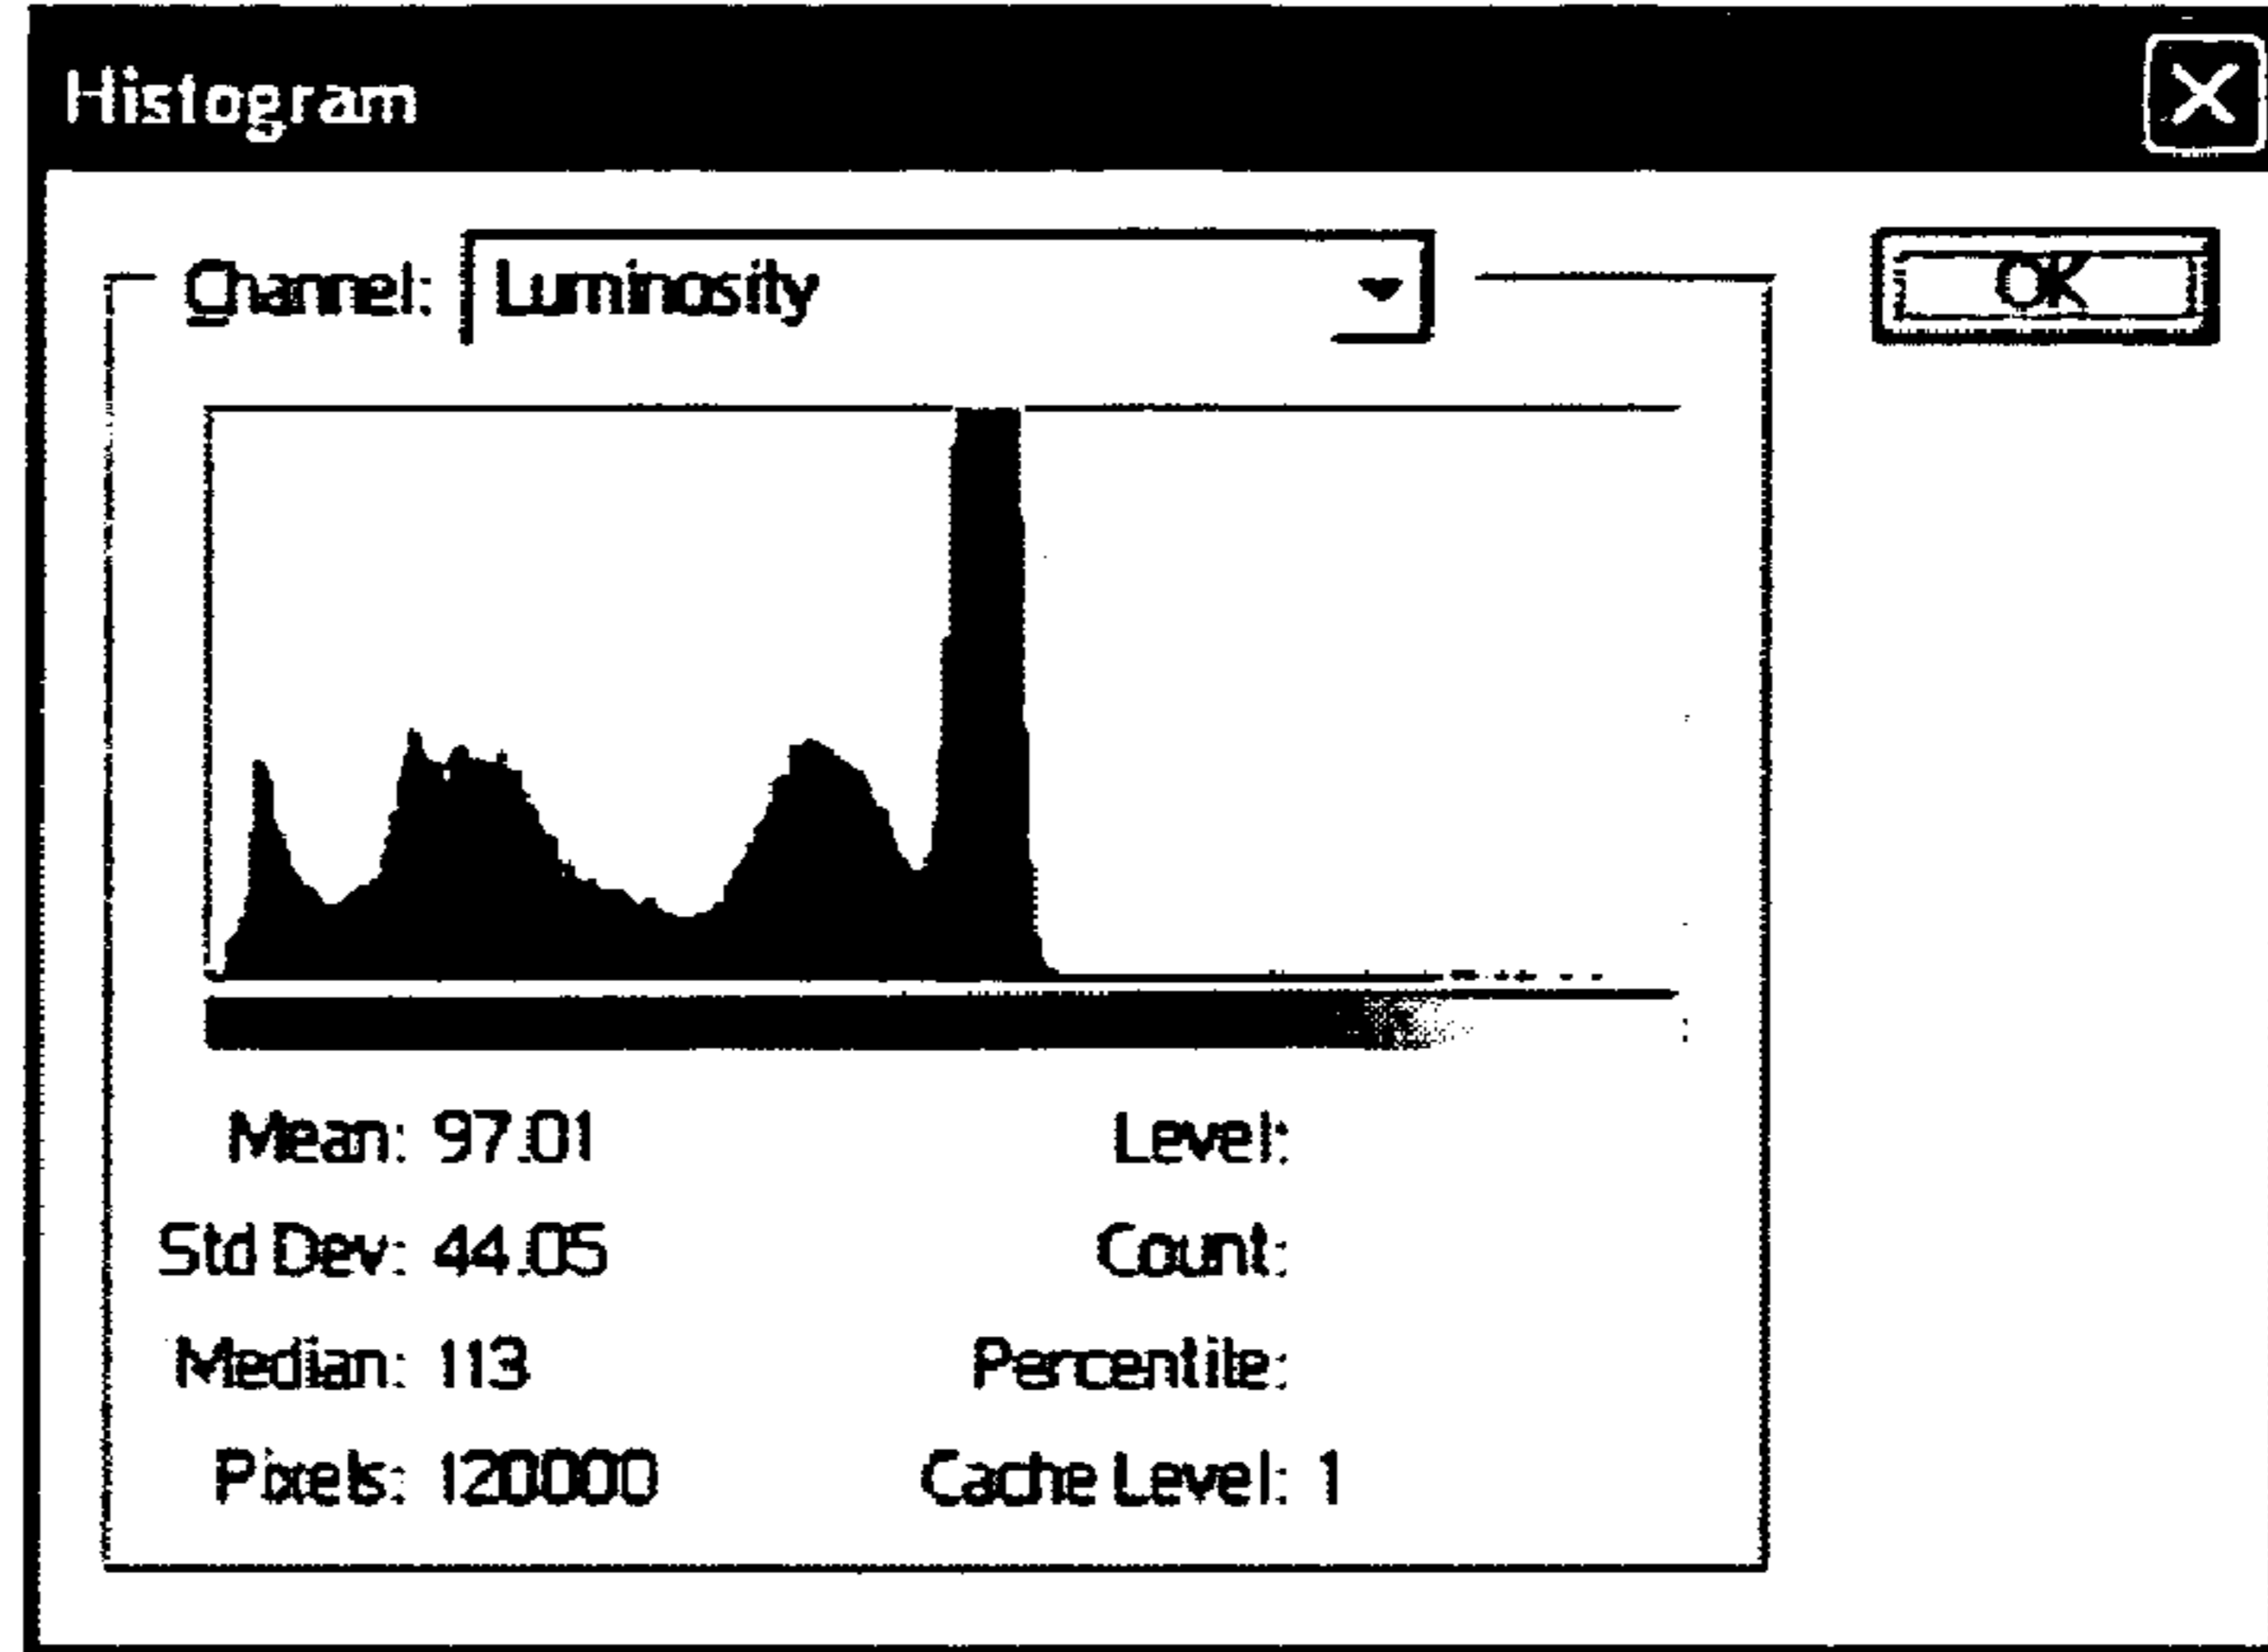 Histogram
Channel: Luminosity
OK
Mean: 97.01
Level:
Std Dev: 44.05
Count:
Median: 113
Percentile:
Pixels: 120000
Cache Level: 1